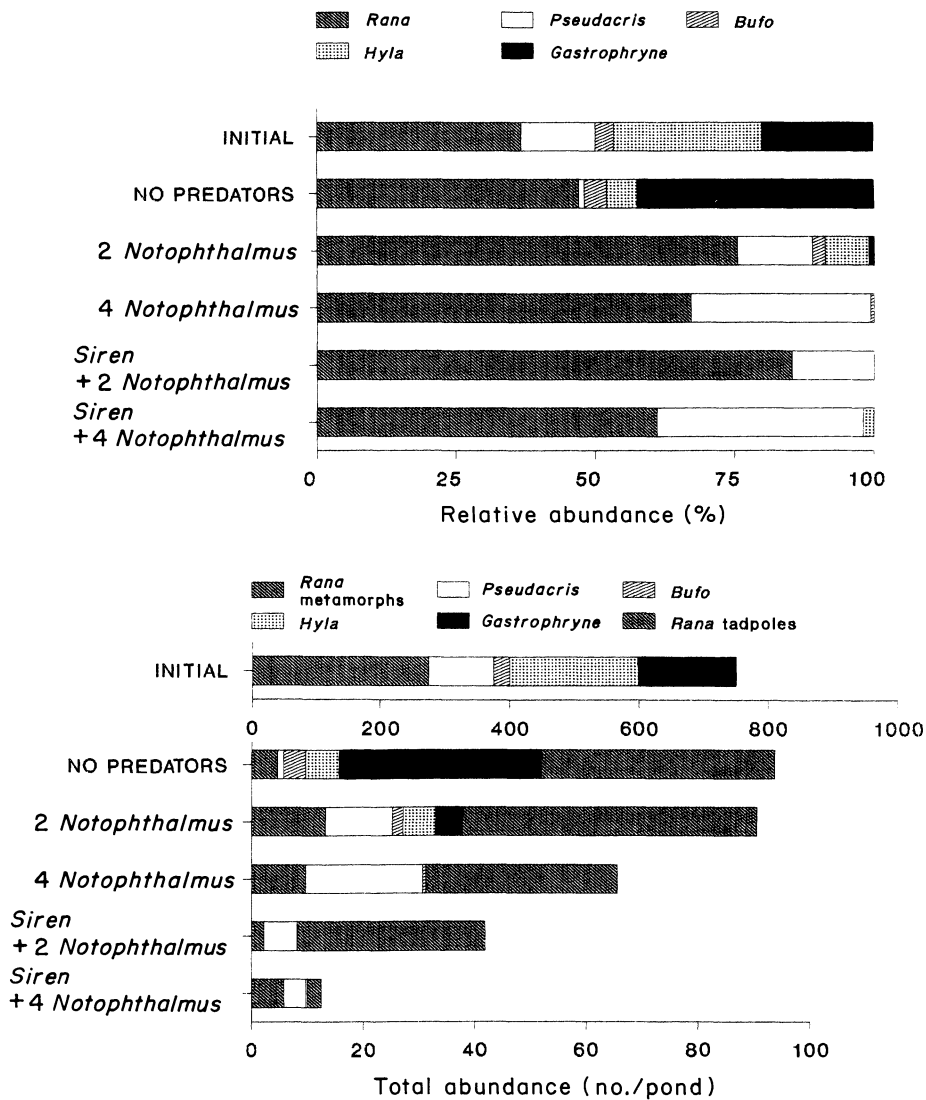 Rana Pseudacris Bufo
Hyla Gastrophryne
INITIAL
NO PREDATORS
2 Notophthalmus
4 Notophthalmus
Siren
+2 Notophthalmus
Siren
+4 Notophthalmus
0 25 50 75 100
Relative abundance (%)
Rana metamorphs Pseudacris Bufo
Hyla Gastrophryne Rana tadpoles
INITIAL
0 200 400 600 800 1000
NO PREDATORS
2 Notophthalmus
4 Notophthalmus
Siren
+2 Notophthalmus
Siren
+4 Notophthalmus
0 20 40 60 80 100
Total abundance (no./pond)